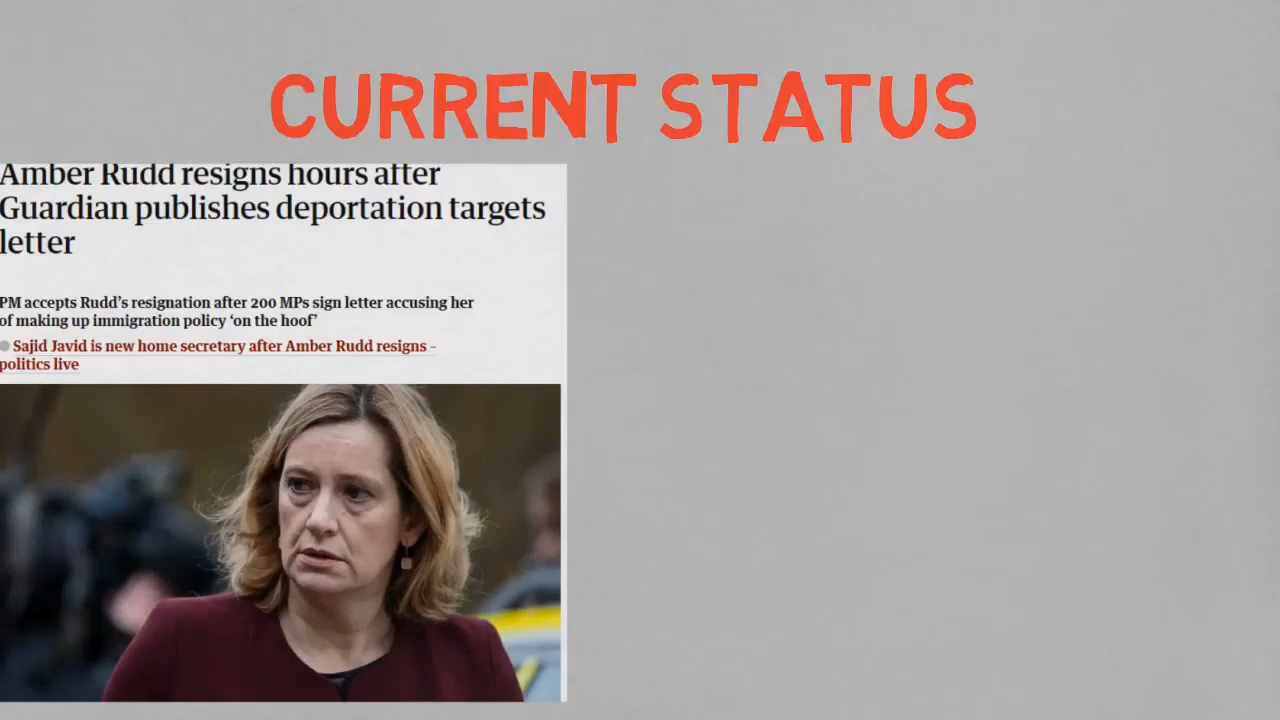 CURRENT STATUS
Amber Rudd resigns hours after
Guardian publishes deportation targets
letter
PM accepts Rudd’s resignation after 200 MPs sign letter accusing her
of making up immigration policy ‘on the hoof’
Sajid Javid is new home secretary after Amber Rudd resigns –
politics live